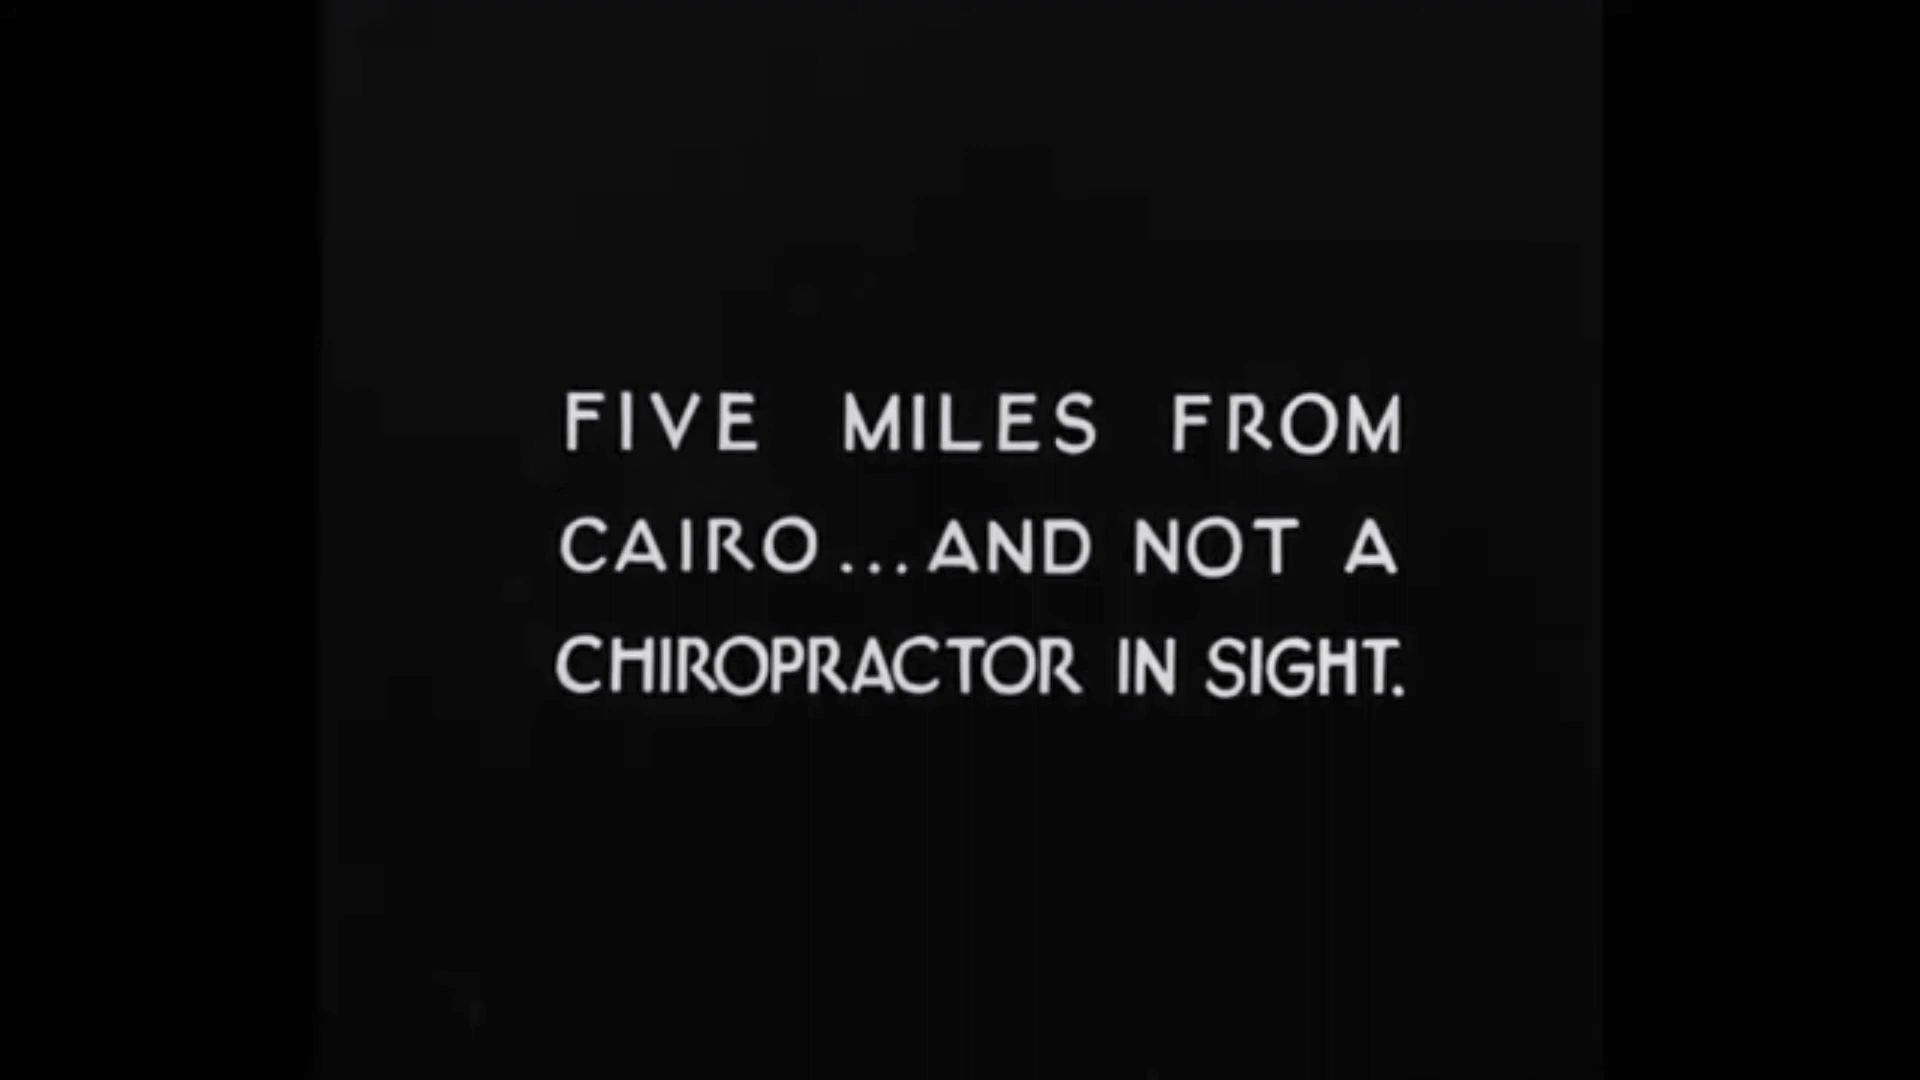 FIVE MILES FROM
CAIRO...AND NOT A
CHIROPRACTOR IN SIGHT.